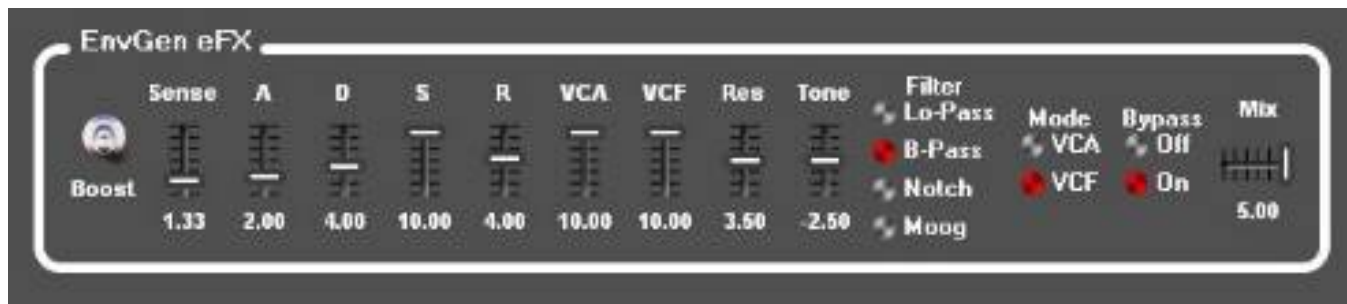 EnvGen eFX
Sense A D S R VCA VCF Res Tone
Filter
Lo-Pass
B-Pass
Notch
Moog
Mode
VCA
VCF
Bypass
Off
On
Mix
Boost
1.33 2.00 4.00 10.00 4.00 10.00 10.00 3.50 -2.50
5.00